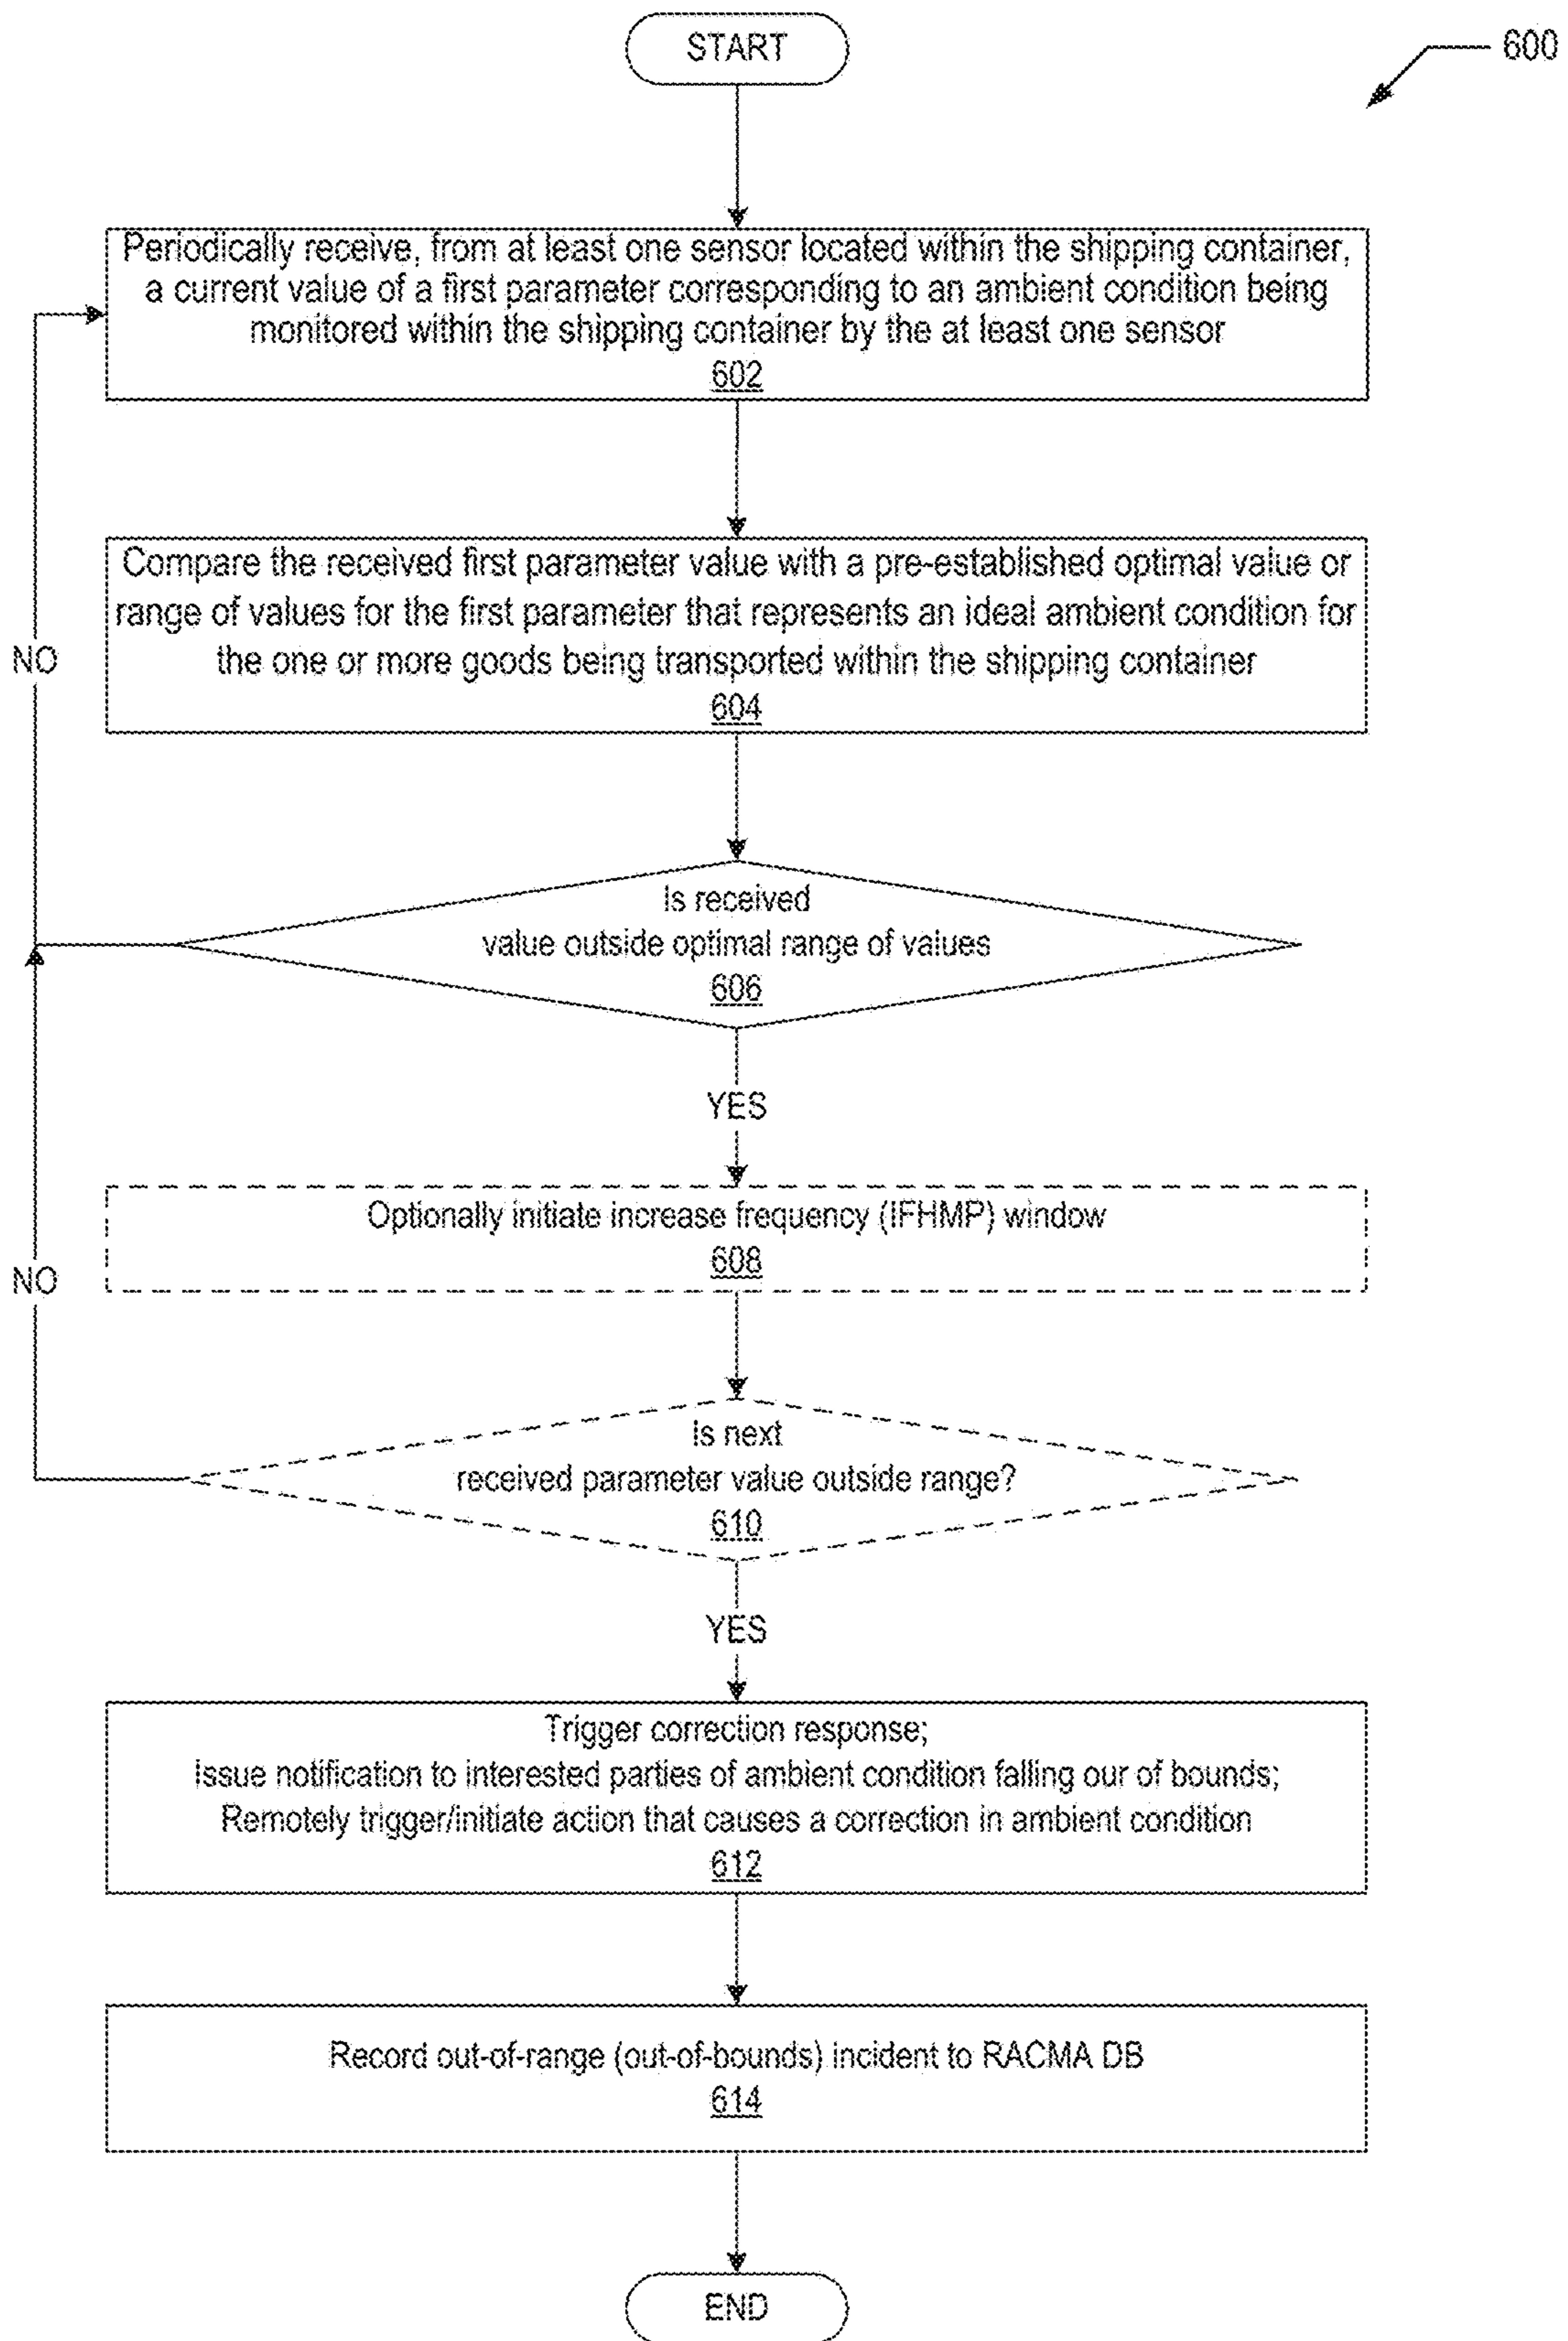 START
600
Periodically receive, from at least one sensor located within the shipping container,
a current value of a first parameter corresponding to an ambient condition being
monitored within the shipping container by the at least one sensor
602
Compare the received first parameter value with a pre-established optimal value or
range of values for the first parameter that represents an ideal ambient condition for
the one or more goods being transported within the shipping container
604
NO
Is received
value outside optimal range of values
606
YES
Optionally initiate increase frequency (IFHMP) window
608
NO
Is next
received parameter value outside range?
610
YES
Trigger correction response;
Issue notification to interested parties of ambient condition falling our of bounds;
Remotely trigger/initiate action that causes a correction in ambient condition
612
Record out-of-range (out-of-bounds) incident to RACMA DB
614
END